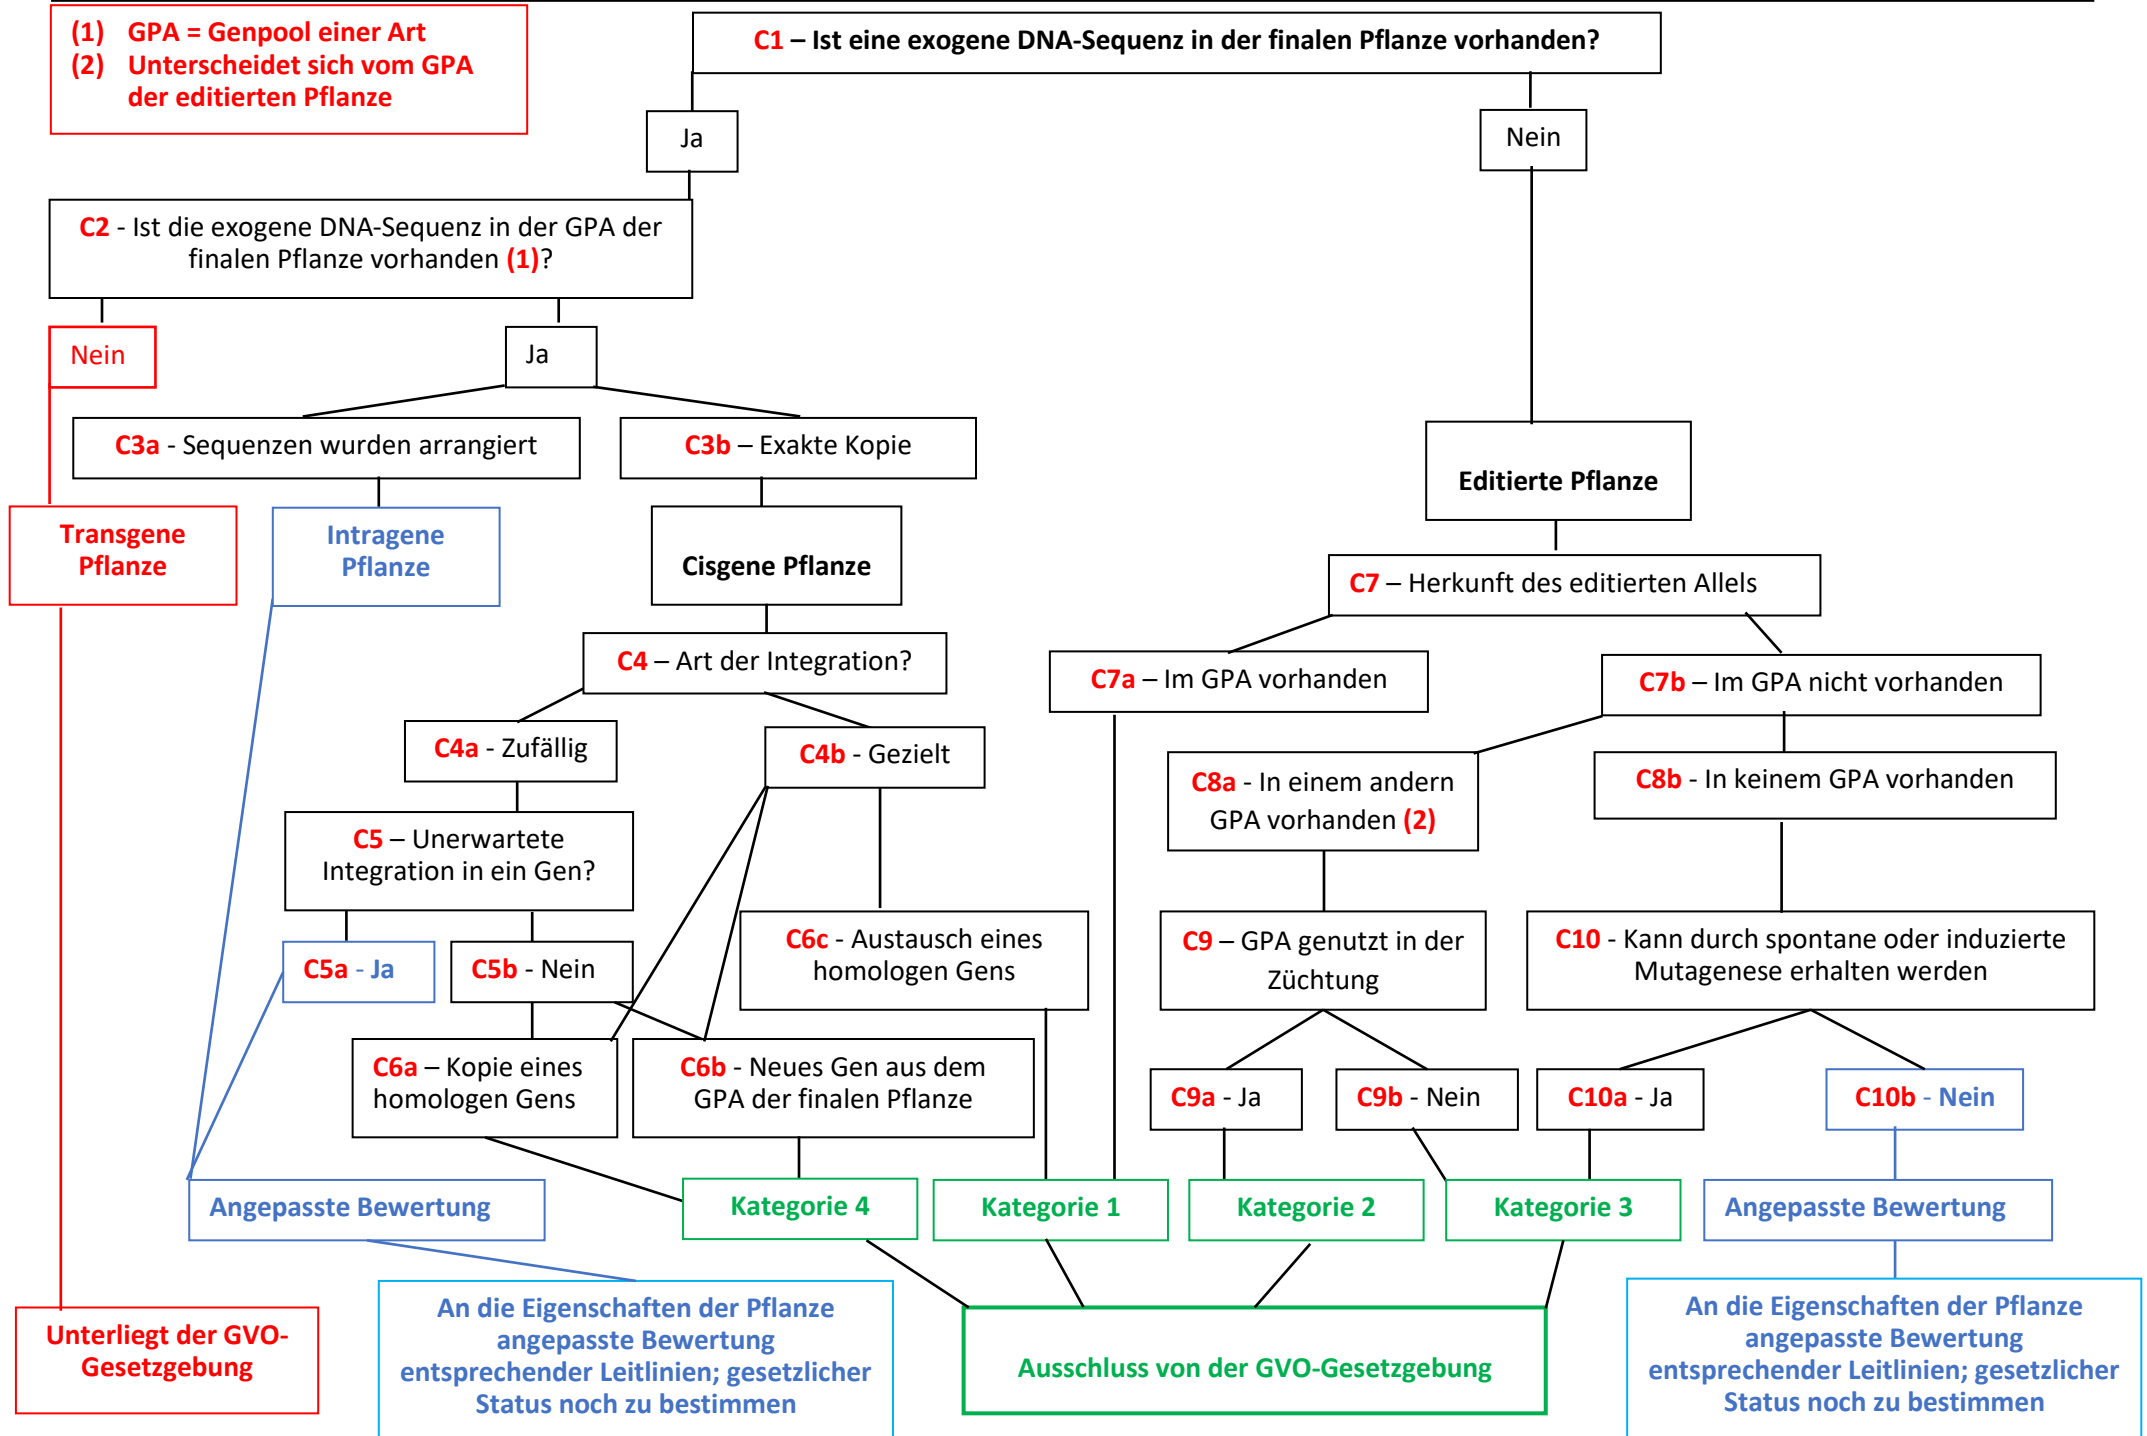 (1) GPA = Genpool einer Art
(2) Unterscheidet sich vom GPA
der editierten Pflanze
C1 – Ist eine exogene DNA-Sequenz in der finalen Pflanze vorhanden?
Ja
Nein
C2 - Ist die exogene DNA-Sequenz in der GPA der
finalen Pflanze vorhanden (1)?
Nein
Ja
C3a - Sequenzen wurden arrangiert
C3b – Exakte Kopie
Editierte Pflanze
Transgene
Pflanze
Intragene
Pflanze
Cisgene Pflanze
C7 – Herkunft des editierten Allels
C4 – Art der Integration?
C7a – Im GPA vorhanden
C7b – Im GPA nicht vorhanden
C4a - Zufällig
C4b - Gezielt
C8a - In einem andern
GPA vorhanden (2)
C8b - In keinem GPA vorhanden
C5 – Unerwartete
Integration in ein Gen?
C6c - Austausch eines
homologen Gens
C9 – GPA genutzt in der
Züchtung
C10 - Kann durch spontane oder induzierte
Mutagenese erhalten werden
C5a - Ja
C5b - Nein
C6a – Kopie eines
homologen Gens
C6b - Neues Gen aus dem
GPA der finalen Pflanze
C9a - Ja
C9b - Nein
C10a - Ja
C10b - Nein
Angepasste Bewertung
Kategorie 4
Kategorie 1
Kategorie 2
Kategorie 3
Angepasste Bewertung
Unterliegt der GVO-
Gesetzgebung
An die Eigenschaften der Pflanze
angepasste Bewertung
entsprechender Leitlinien; gesetzlicher
Status noch zu bestimmen
Ausschluss von der GVO-Gesetzgebung
An die Eigenschaften der Pflanze
angepasste Bewertung
entsprechender Leitlinien; gesetzlicher
Status noch zu bestimmen